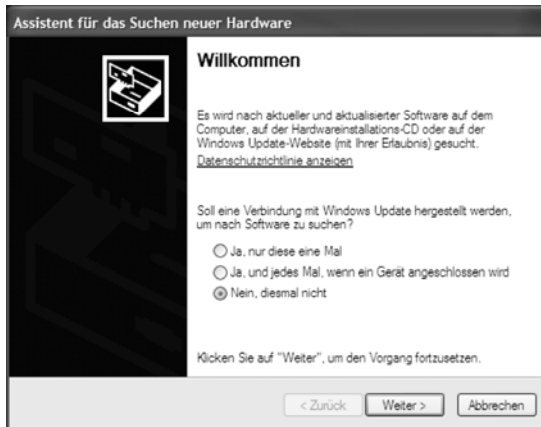 Assistent für das Suchen neuer Hardware
Willkommen
Es wird nach aktueller und aktualisierter Software auf dem
Computer, auf der Hardwareinstallations-CD oder auf der
Windows Update-Website (mit Ihrer Erlaubnis) gesucht.
Datenschutzrichtlinie anzeigen
Soll eine Verbindung mit Windows Update hergestellt werden,
um nach Software zu suchen?
Ja, nur diese eine Mal
Ja, und jedes Mal, wenn ein Gerät angeschlossen wird
Nein, diesmal nicht
Klicken Sie auf "Weiter", um den Vorgang fortzusetzen.
< Zurück Weiter > Abbrechen